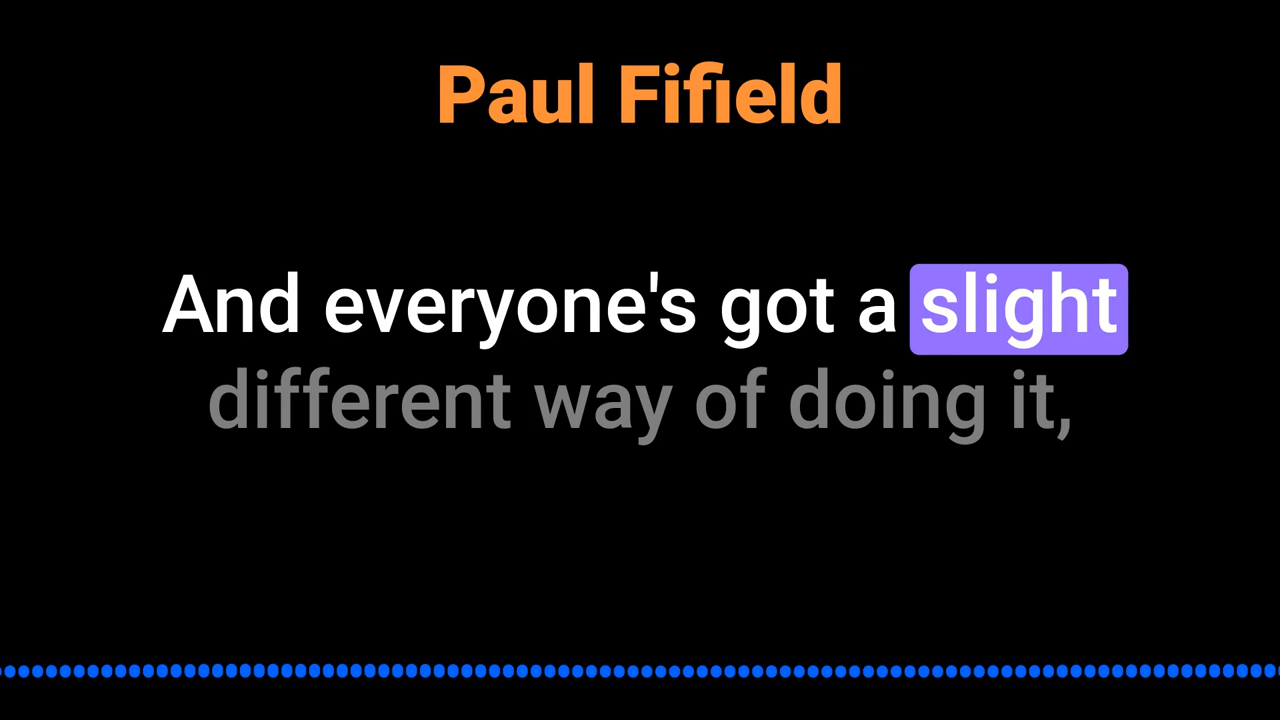 Paul Fifield
And everyone's got a slight
different way of doing it,